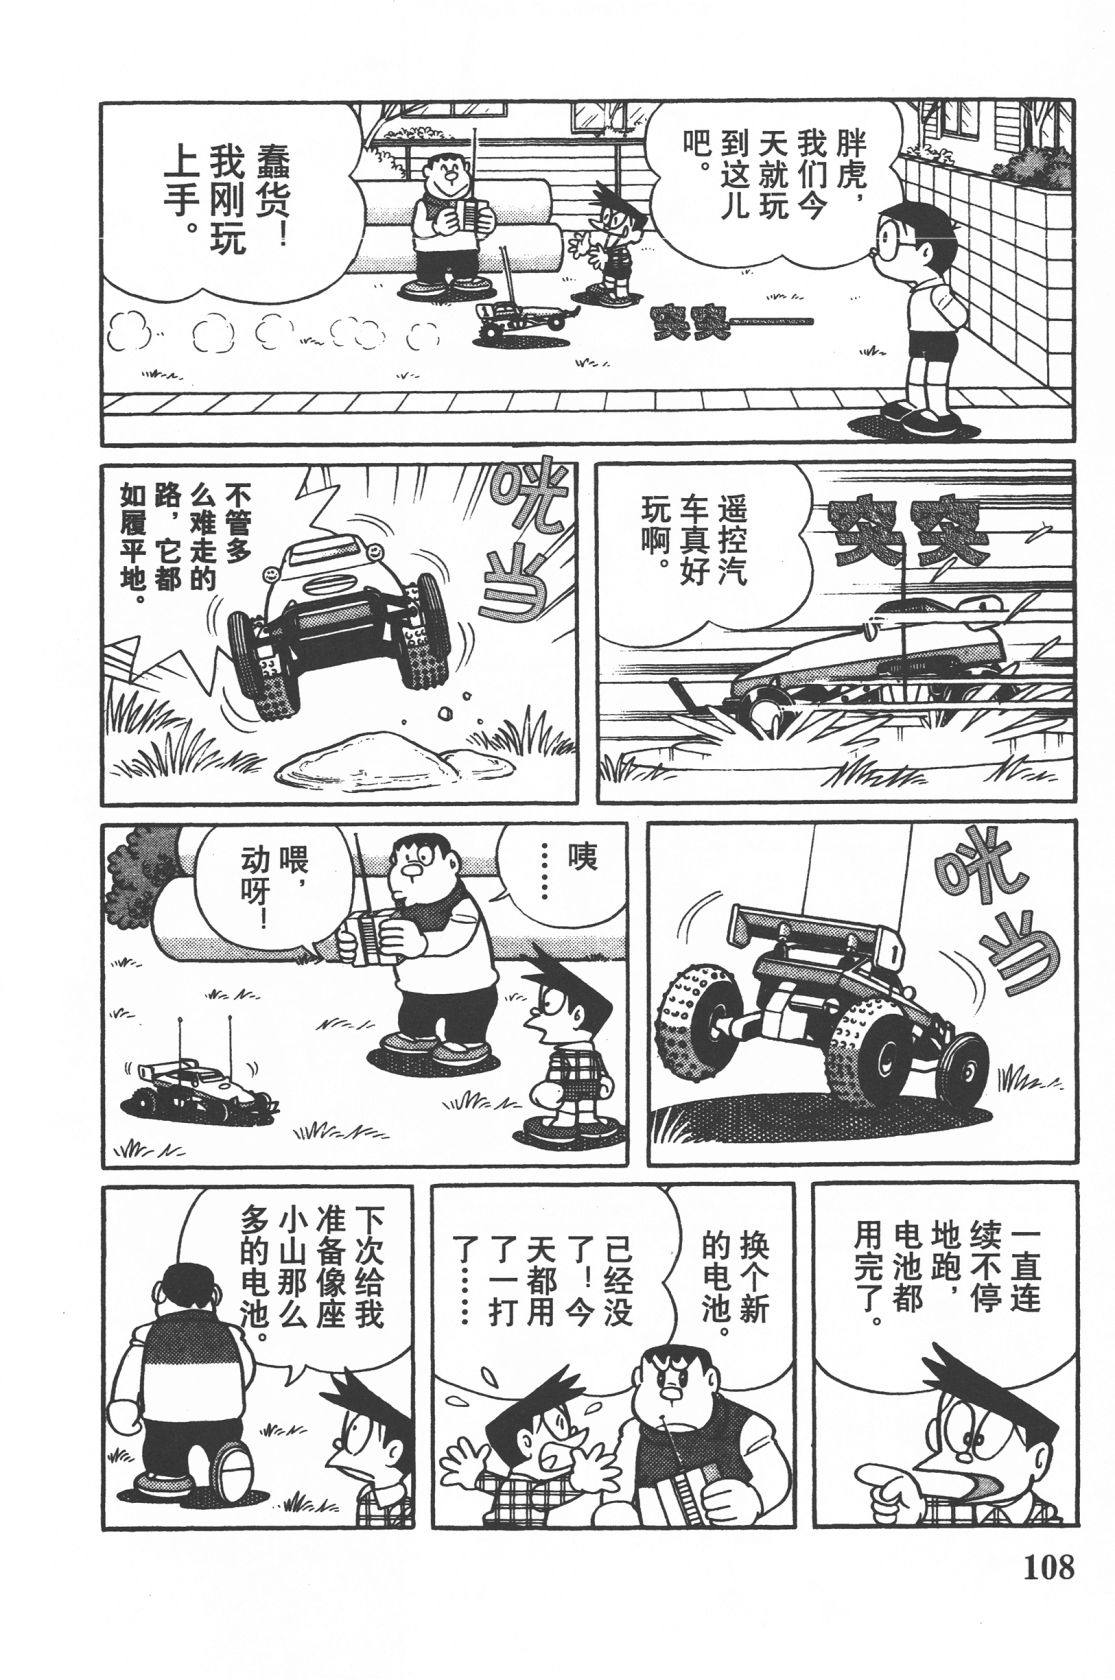 胖虎，
我们今
天就玩
到这儿
吧。
蠢货！
我刚玩
上手。
突突——
遥控汽
车真好
玩啊。
突突
不管多
么难走的
路，它都
如履平地。
咣当
咣当
咦
……
喂，
动呀！
一直连
续不停
地跑，
电池都
用完了。
换个新
的电池。
已经没
了！今
天都用
了一打
了……
下次给我
准备像座
小山那么
多的电池。
108